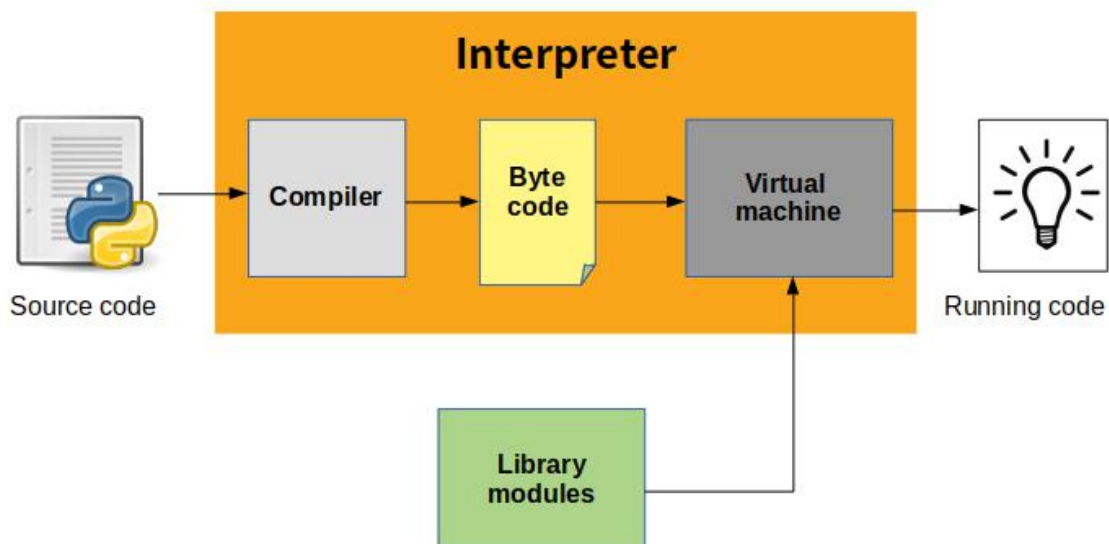 Interpreter
Compiler
Byte
code
Virtual
machine
Source code
Running code
Library
modules